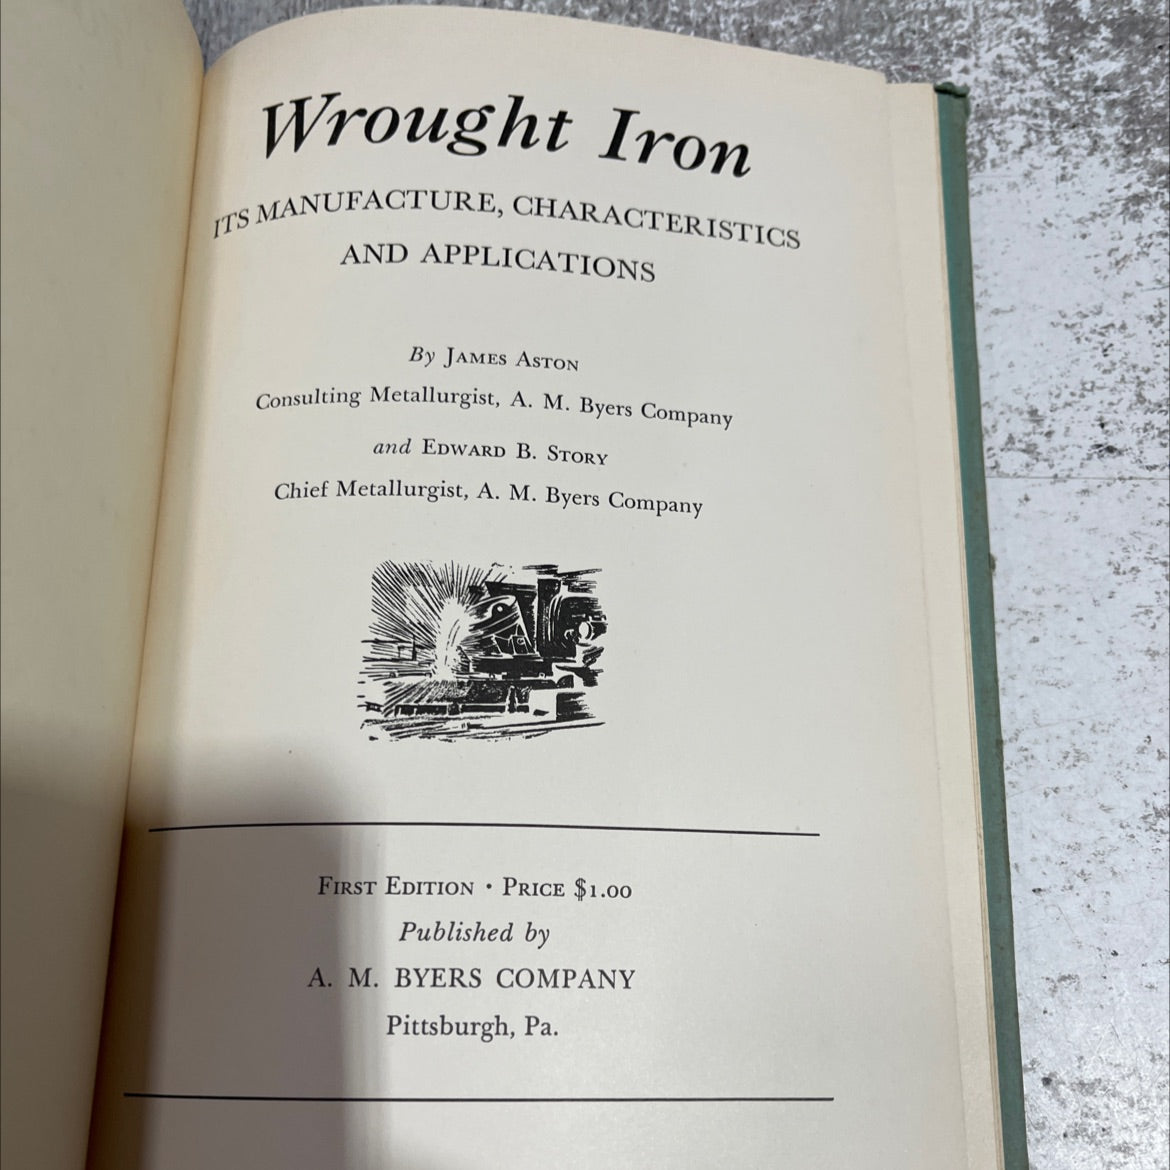 Wrought Iron
ITS MANUFACTURE, CHARACTERISTICS
AND APPLICATIONS
By JAMES ASTON
Consulting Metallurgist, A. M. Byers Company
and EDWARD B. STORY
Chief Metallurgist, A. M. Byers Company
FIRST EDITION · PRICE $1.00
Published by
A. M. BYERS COMPANY
Pittsburgh, Pa.